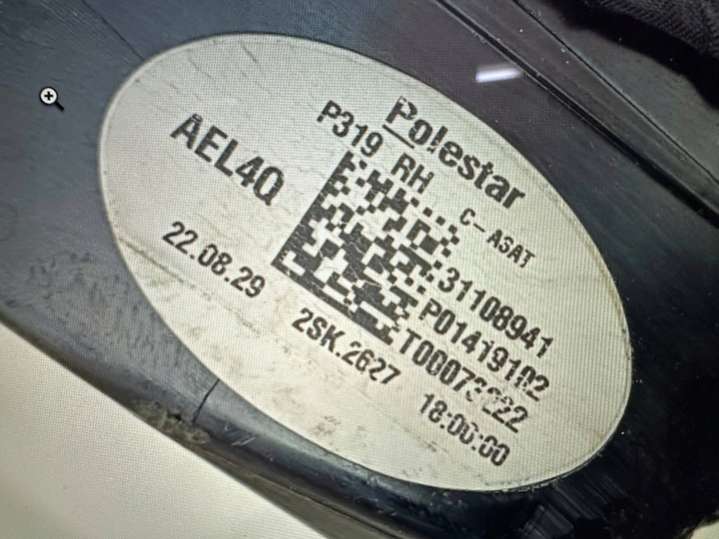 Polestar
P319 RH C-ASAT
AEL4Q
31108941
P01419102
22.08.29
2SK.2627
18:00:00